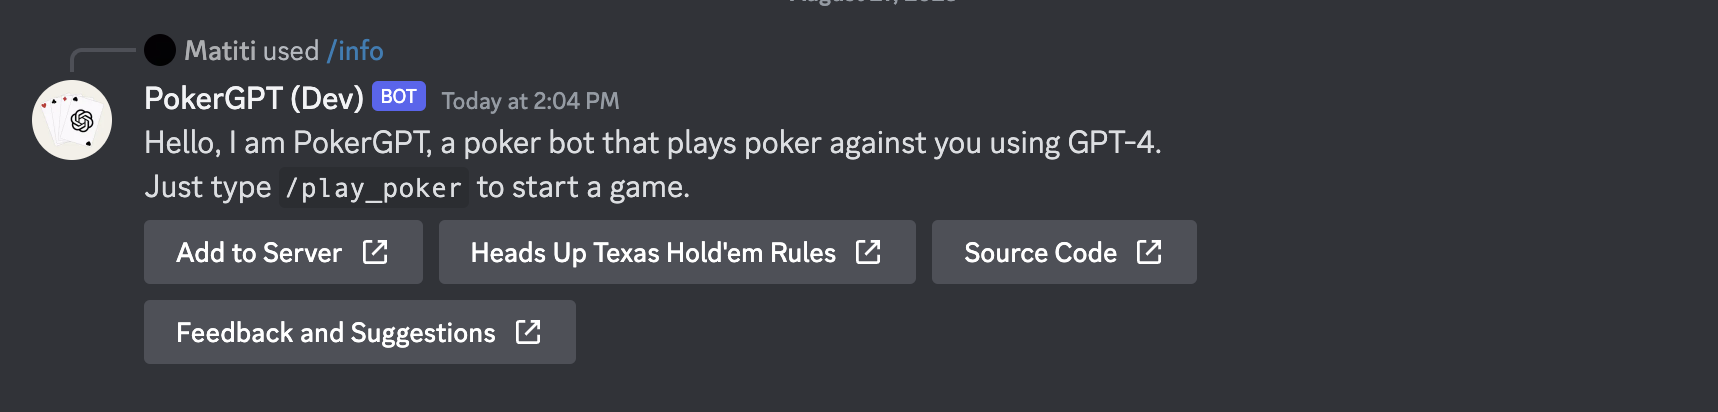 Matiti used /info
PokerGPT (Dev) BOT Today at 2:04 PM
Hello, I am PokerGPT, a poker bot that plays poker against you using GPT-4.
Just type /play_poker to start a game.
Add to Server
Heads Up Texas Hold'em Rules
Source Code
Feedback and Suggestions